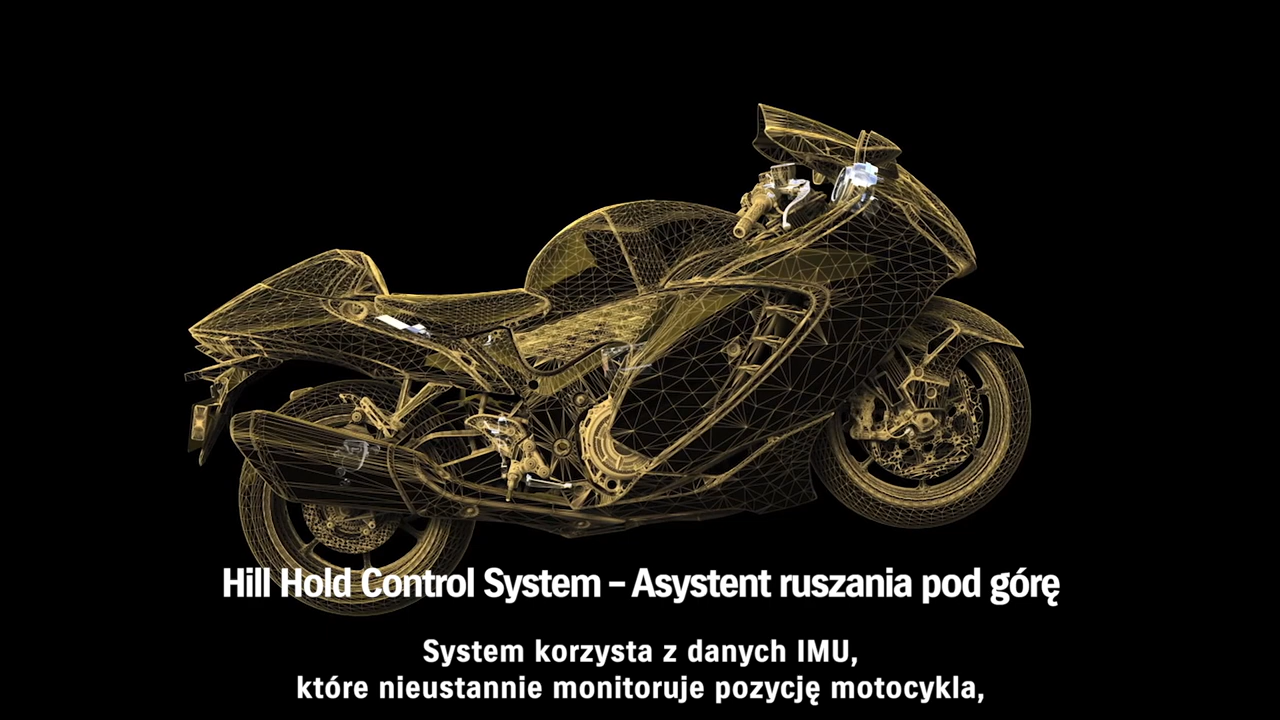 Hill Hold Control System – Asystent ruszania pod górę
System korzysta z danych IMU,
które nieustannie monitoruje pozycję motocykla,